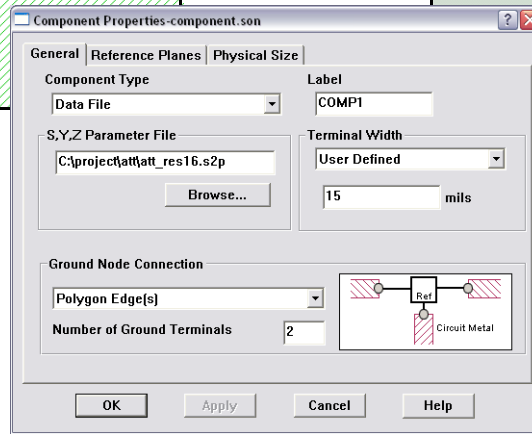 Component Properties-component.son
General Reference Planes Physical Size
Component Type Label
Data File COMP1
S,Y,Z Parameter File Terminal Width
C:\project\att\att_res16.s2p User Defined
Browse... 15 mils
Ground Node Connection
Polygon Edge(s)
Ref
Number of Ground Terminals 2 Circuit Metal
OK Apply Cancel Help